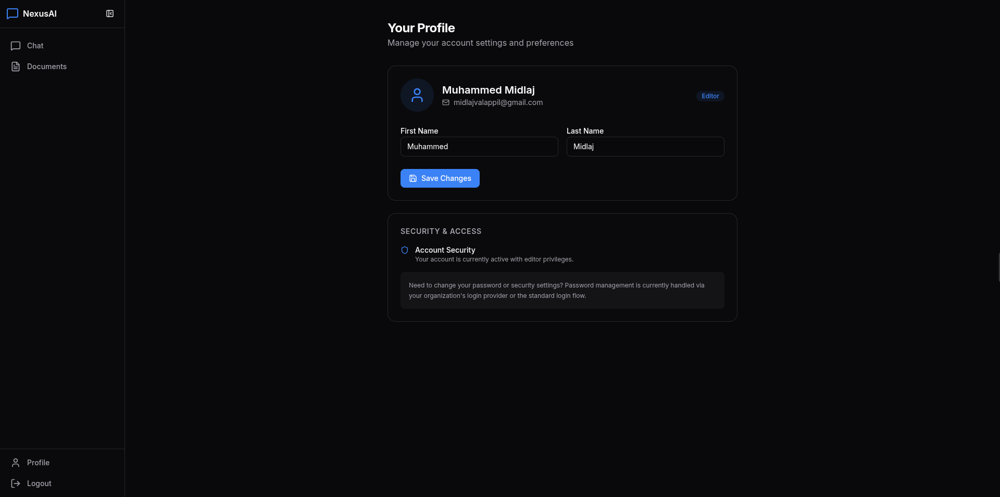 NexusAI
Chat
Documents
Your Profile
Manage your account settings and preferences
Muhammed Midlaj
midlajvalappil@gmail.com
Editor
First Name
Last Name
Muhammed
Midlaj
Save Changes
SECURITY & ACCESS
Account Security
Your account is currently active with editor privileges.
Need to change your password or security settings? Password management is currently handled via
your organization's login provider or the standard login flow.
Profile
Logout